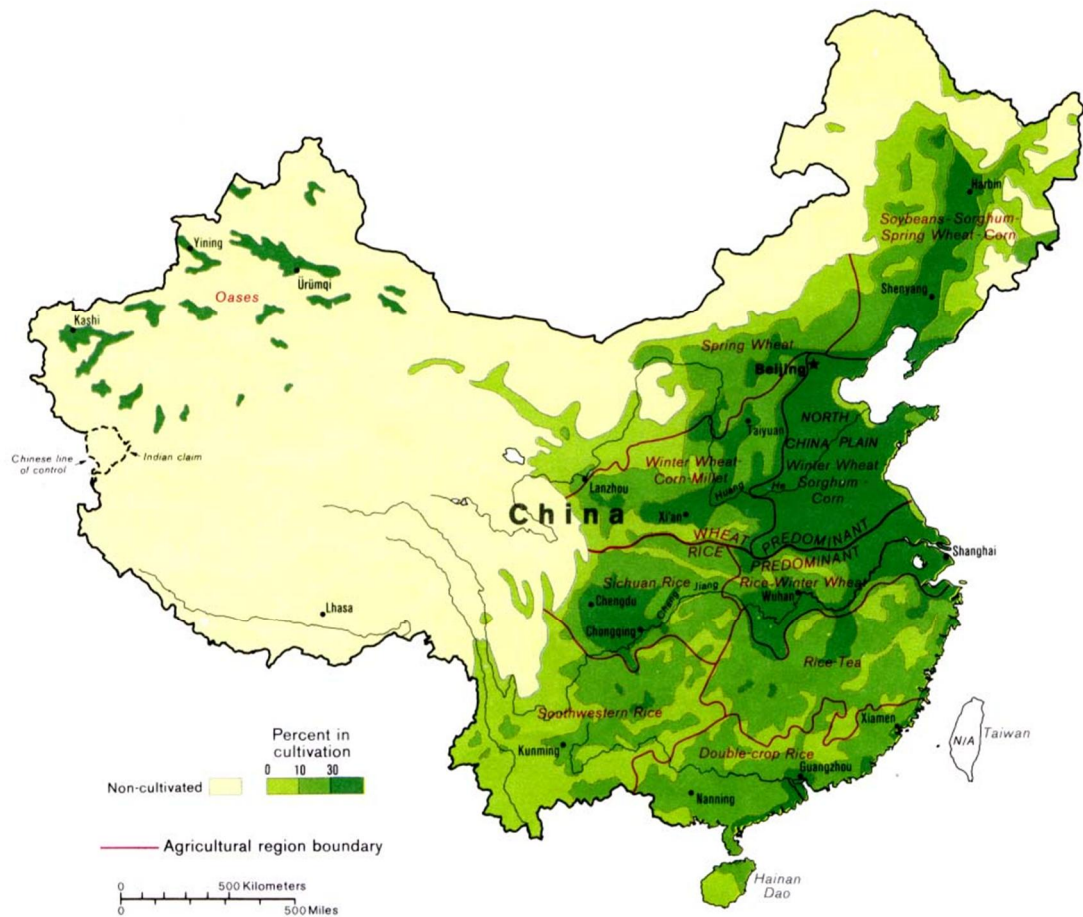 Harbin
Soybeans-Sorghum-
Spring Wheat-Corn
Yining
Ürümqi
Oases
Shenyang
Kashi
Spring Wheat
Beijing
NORTH
CHINA PLAIN
Taiyuan
Chinese line
of control
Indian claim
Winter Wheat-
Corn-Millet
Winter Wheat
Sorghum-
Corn
Lanzhou
Huang
He
China
Xi'an
WHEAT
RICE
PREDOMINANT
PREDOMINANT
Shanghai
Sichuan Rice
Jiang
Chang
Rice-Winter Wheat
Wuhan
Chengdu
Lhasa
Chongqing
Rice-Tea
Southwestern Rice
Xiamen
Taiwan
N/A
Kunming
Double-crop Rice
Guangzhou
Nanning
Percent in
cultivation
0 10 30
Non-cultivated
Agricultural region boundary
0 500 Kilometers
0 500 Miles
Hainan
Dao